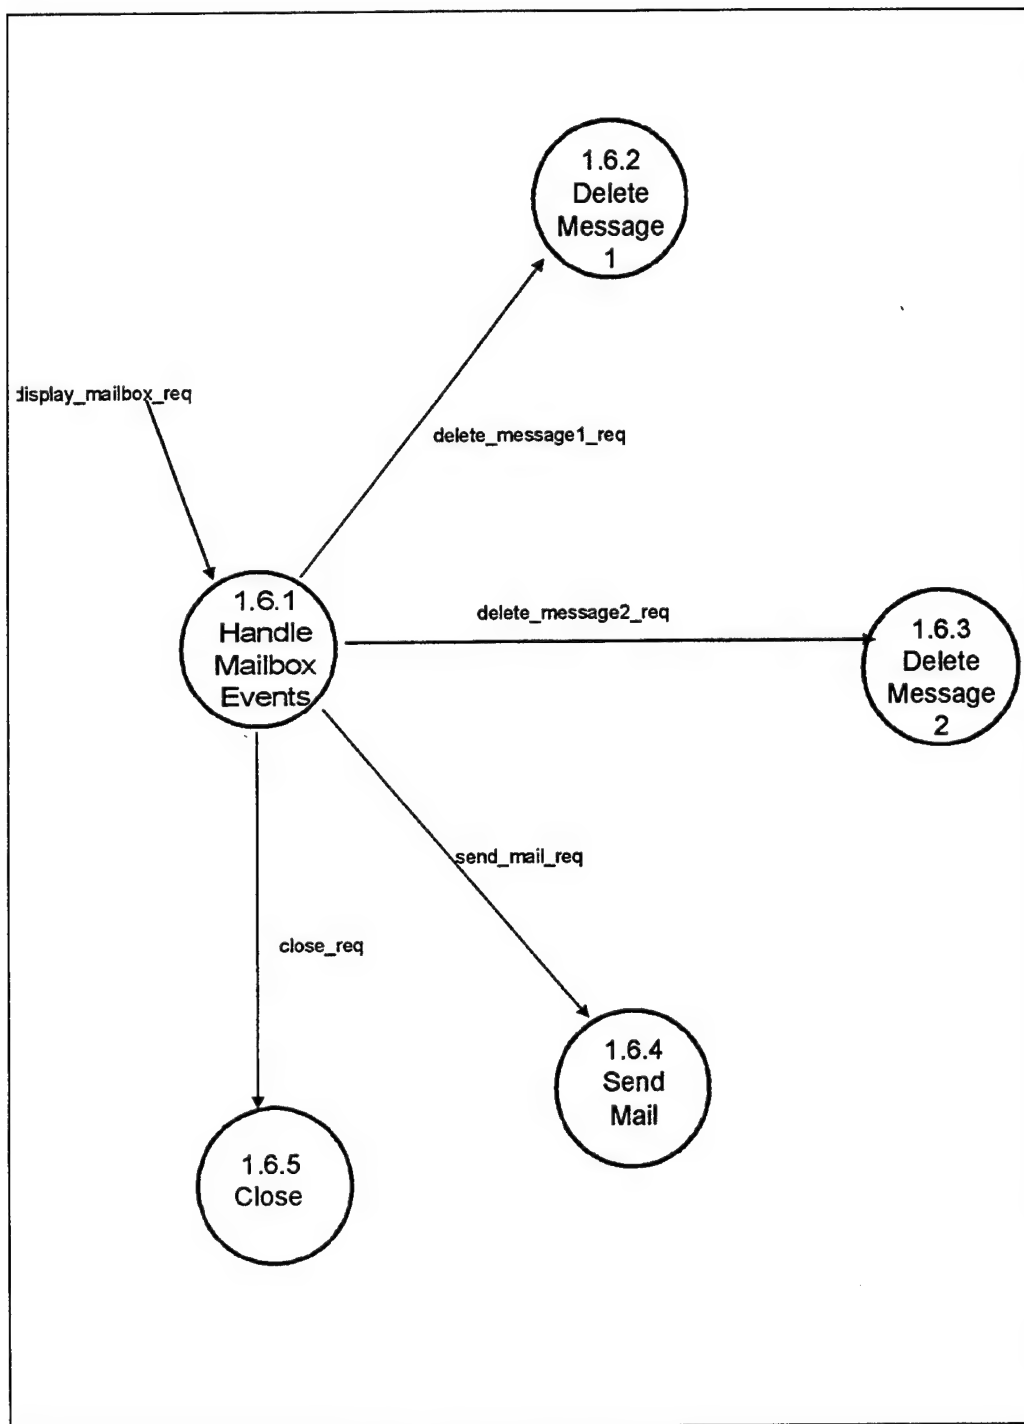 1.6.2
Delete
Message
1
display_mailbox_req
delete_message1_req
1.6.1
Handle
Mailbox
Events
delete_message2_req
1.6.3
Delete
Message
2
send_mail_req
close_req
1.6.4
Send
Mail
1.6.5
Close